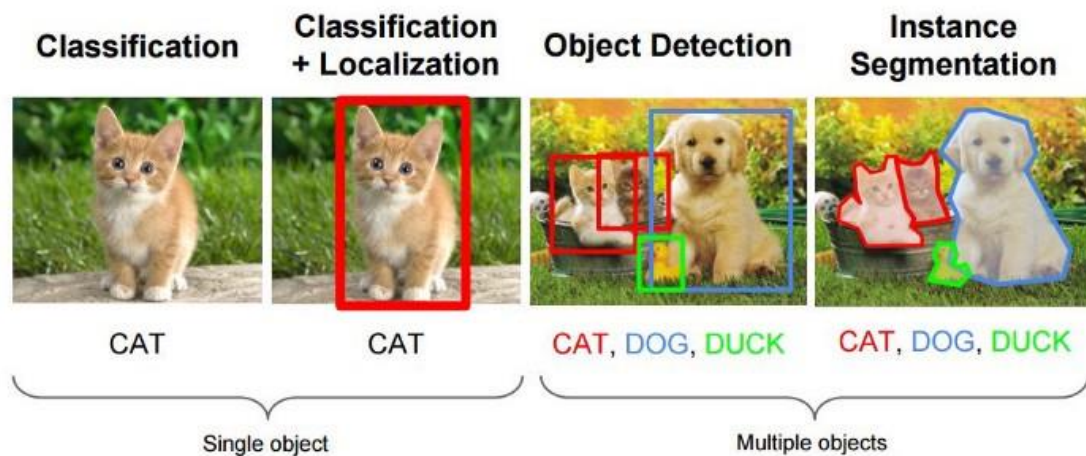 Classification
Classification
+ Localization
Object Detection
Instance
Segmentation
CAT
CAT
CAT, DOG, DUCK
CAT, DOG, DUCK
Single object
Multiple objects